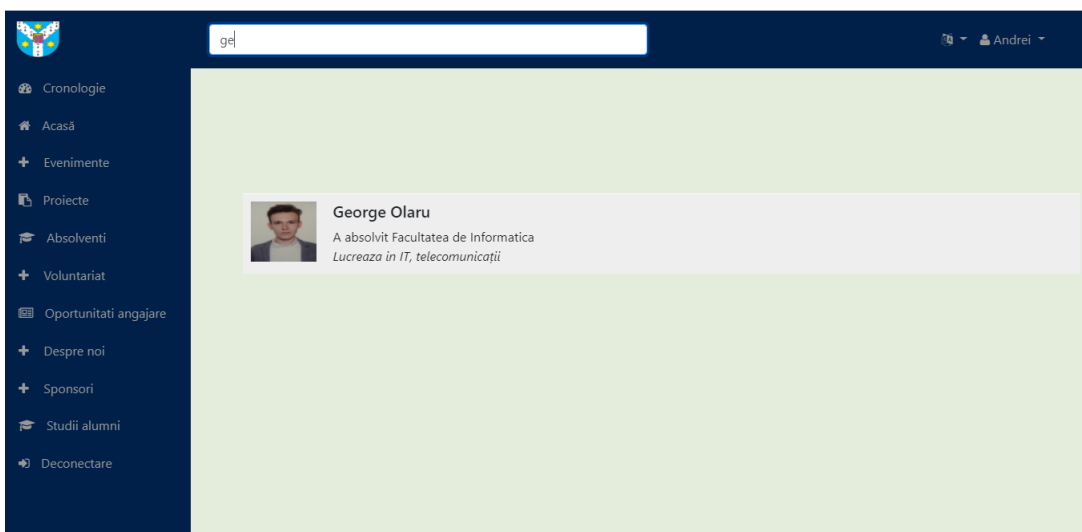 ge
Andrei
Cronologie
Acasă
Evenimente
Proiecte
Absolventi
Voluntariat
Oportunitati angajare
Despre noi
Sponsori
Studii alumni
Deconectare
George Olaru
A absolvit Facultatea de Informatica
Lucreaza in IT, telecomunicații